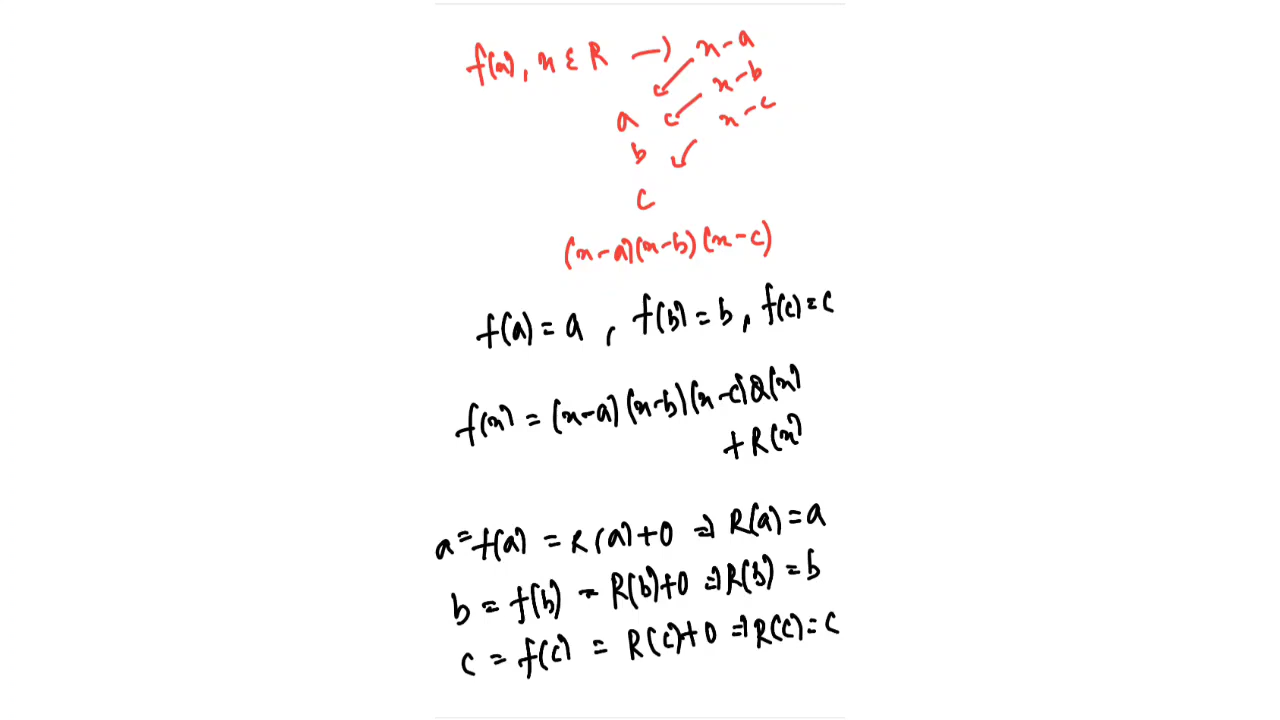 f(x), x ε R → x-a
x-b
a x-c
b
c
(x-a)(x-b)(x-c)
f(a) = a , f(b) = b, f(c) = c
f(x) = (x-a)(x-b)(x-c)Q(x)
+ R(x)
a = f(a) = R(a)+0 ⇒ R(a) = a
b = f(b) = R(b)+0 ⇒ R(b) = b
c = f(c) = R(c)+0 ⇒ R(c) = c